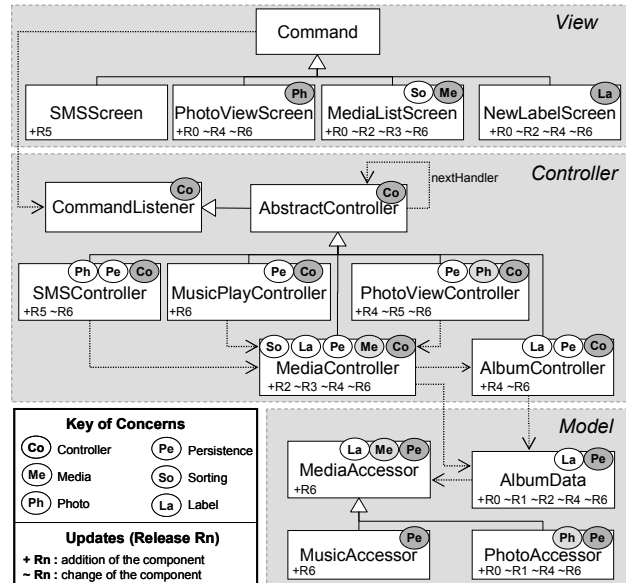 View
Command
Ph
So Me
La
SMSScreen
+R5
PhotoViewScreen
+R0 ~R4 ~R6
MediaListScreen
+R0 ~R2 ~R3 ~R6
NewLabelScreen
+R0 ~R2 ~R4 ~R6
Controller
Co
CommandListener
Co
AbstractController
nextHandler
Ph Pe Co
SMSController
+R5 ~R6
Pe Co
MusicPlayController
+R6
Pe Ph Co
PhotoViewController
+R4 ~R5 ~R6
So La Pe Me Co
MediaController
+R2 ~R3 ~R4 ~R6
La Pe Co
AlbumController
+R4 ~R6
Key of Concerns
Co Controller
Pe Persistence
Me Media
So Sorting
Ph Photo
La Label
Updates (Release Rn)
+ Rn : addition of the component
~ Rn : change of the component
Model
La Me Pe
MediaAccessor
+R6
La Pe
AlbumData
+R0 ~R1 ~R2 ~R4 ~R6
Pe
MusicAccessor
+R6
Ph Pe
PhotoAccessor
+R0 ~R1 ~R4 ~R6